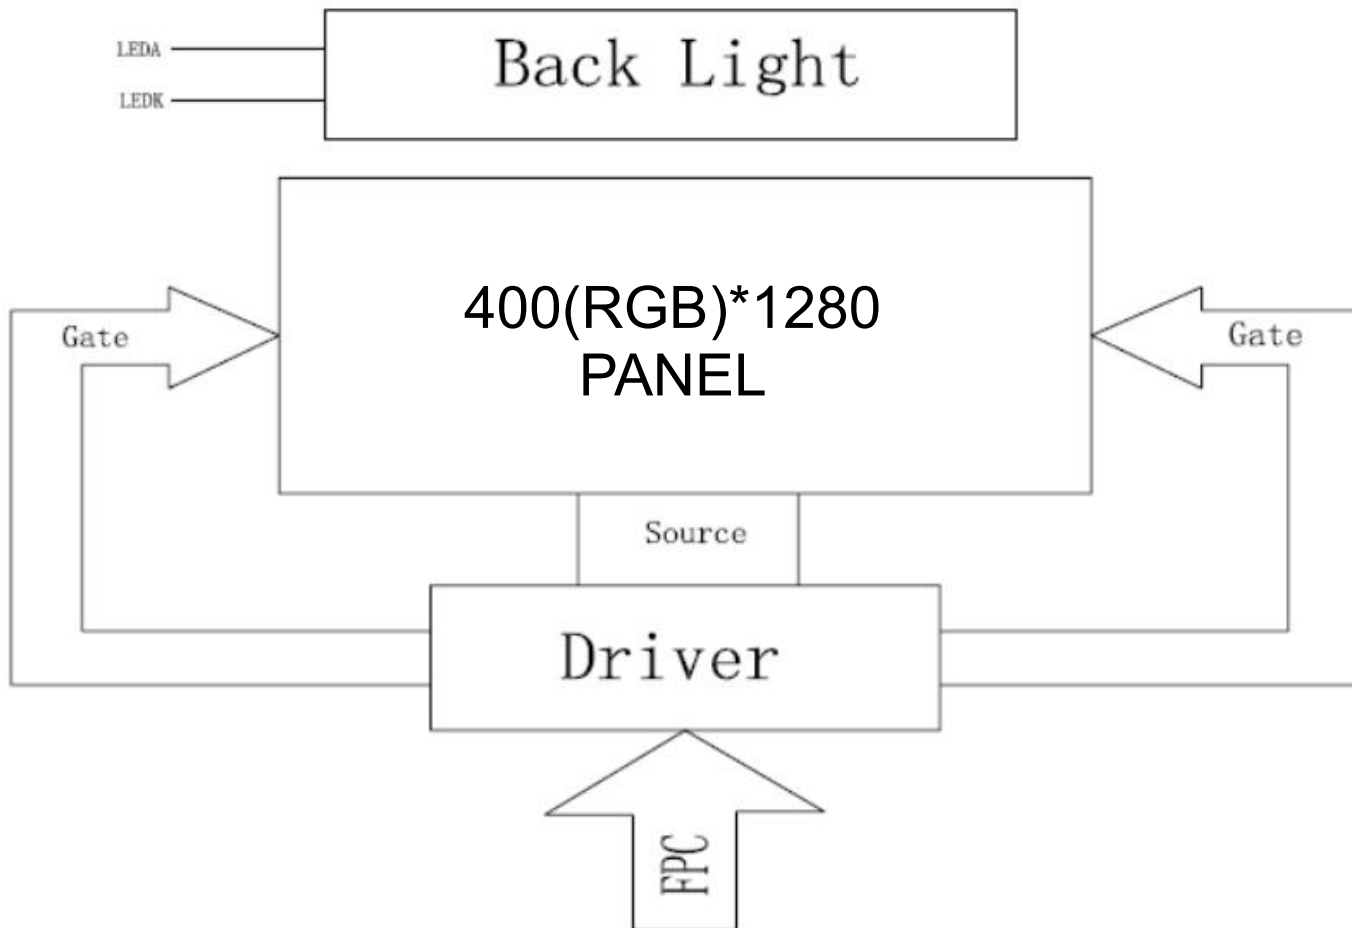 LEDA
Back Light
LEDK
400(RGB)*1280
PANEL
Gate
Gate
Source
Driver
FPC